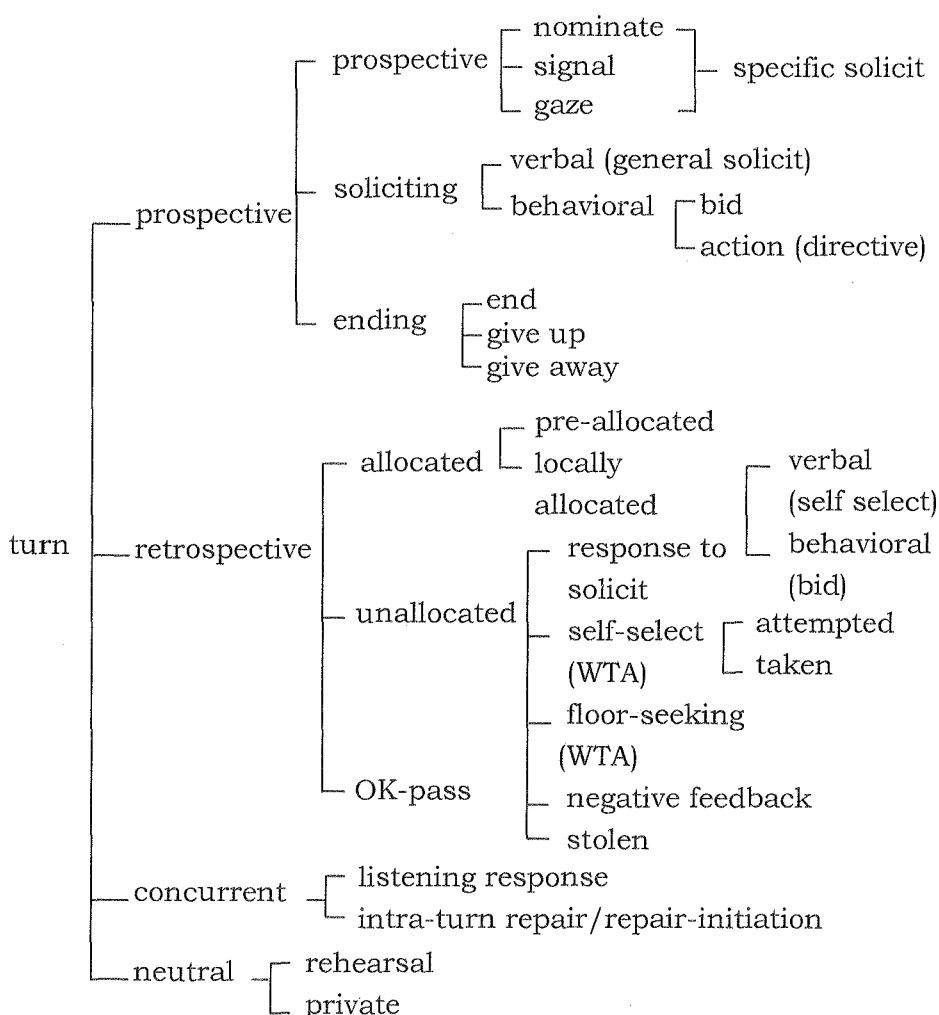 nominate
prospective
signal
specific solicit
gaze
verbal (general solicit)
soliciting
behavioral
bid
prospective
action (directive)
end
ending
give up
give away
pre-allocated
allocated
locally
allocated
verbal
(self select)
behavioral
(bid)
turn
retrospective
response to
solicit
unallocated
self-select
(WTA)
attempted
taken
floor-seeking
(WTA)
OK-pass
negative feedback
stolen
concurrent
listening response
intra-turn repair/repair-initiation
neutral
rehearsal
private